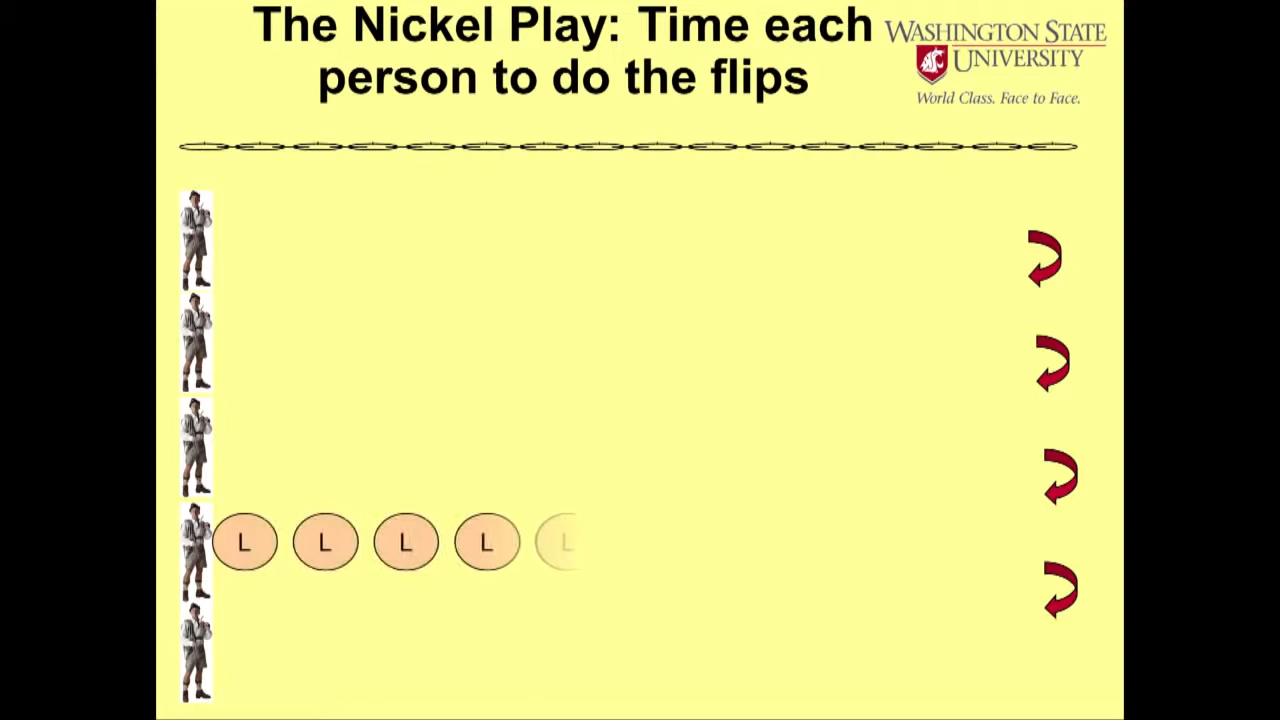 The Nickel Play: Time each
person to do the flips
WASHINGTON STATE
UNIVERSITY
World Class. Face to Face.
L L L L L